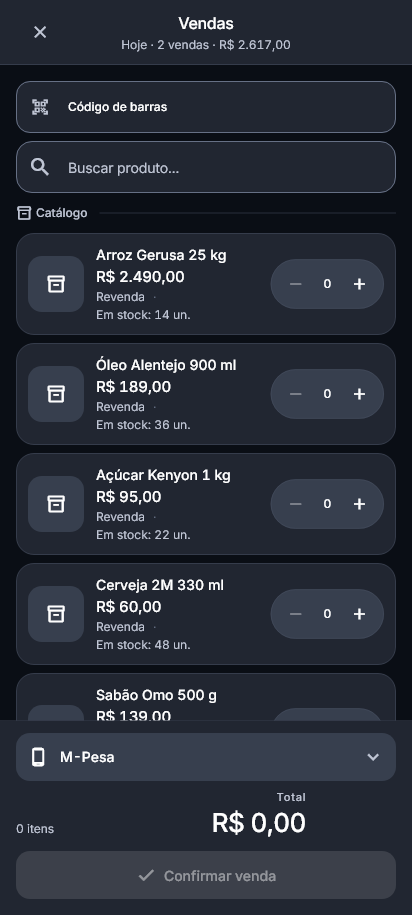 Vendas
Hoje · 2 vendas · R$ 2.617,00
Código de barras
Buscar produto...
Catálogo
Arroz Gerusa 25 kg
R$ 2.490,00
Revenda ·
Em stock: 14 un.
0
Óleo Alentejo 900 ml
R$ 189,00
Revenda ·
Em stock: 36 un.
0
Açúcar Kenyon 1 kg
R$ 95,00
Revenda ·
Em stock: 22 un.
0
Cerveja 2M 330 ml
R$ 60,00
Revenda ·
Em stock: 48 un.
0
Sabão Omo 500 g
R$ 139,00
M-Pesa
Total
0 itens
R$ 0,00
Confirmar venda